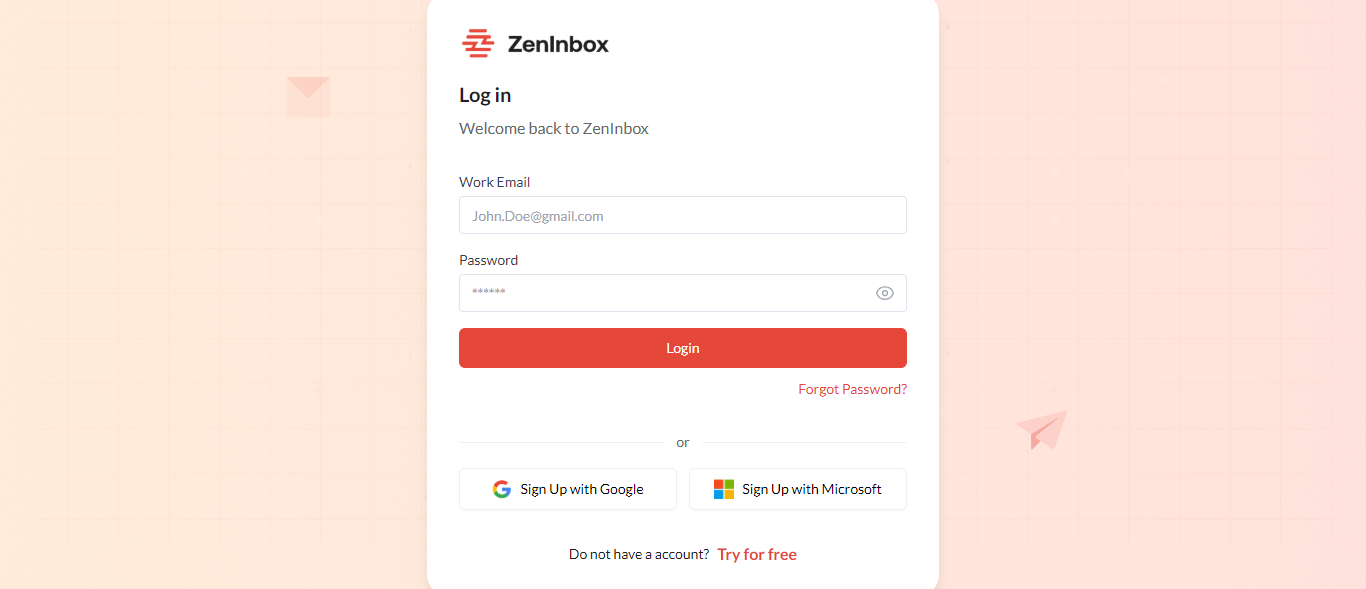 ZenInbox
Log in
Welcome back to ZenInbox
Work Email
John.Doe@gmail.com
Password
******
Login
Forgot Password?
or
Sign Up with Google
Sign Up with Microsoft
Do not have a account? Try for free